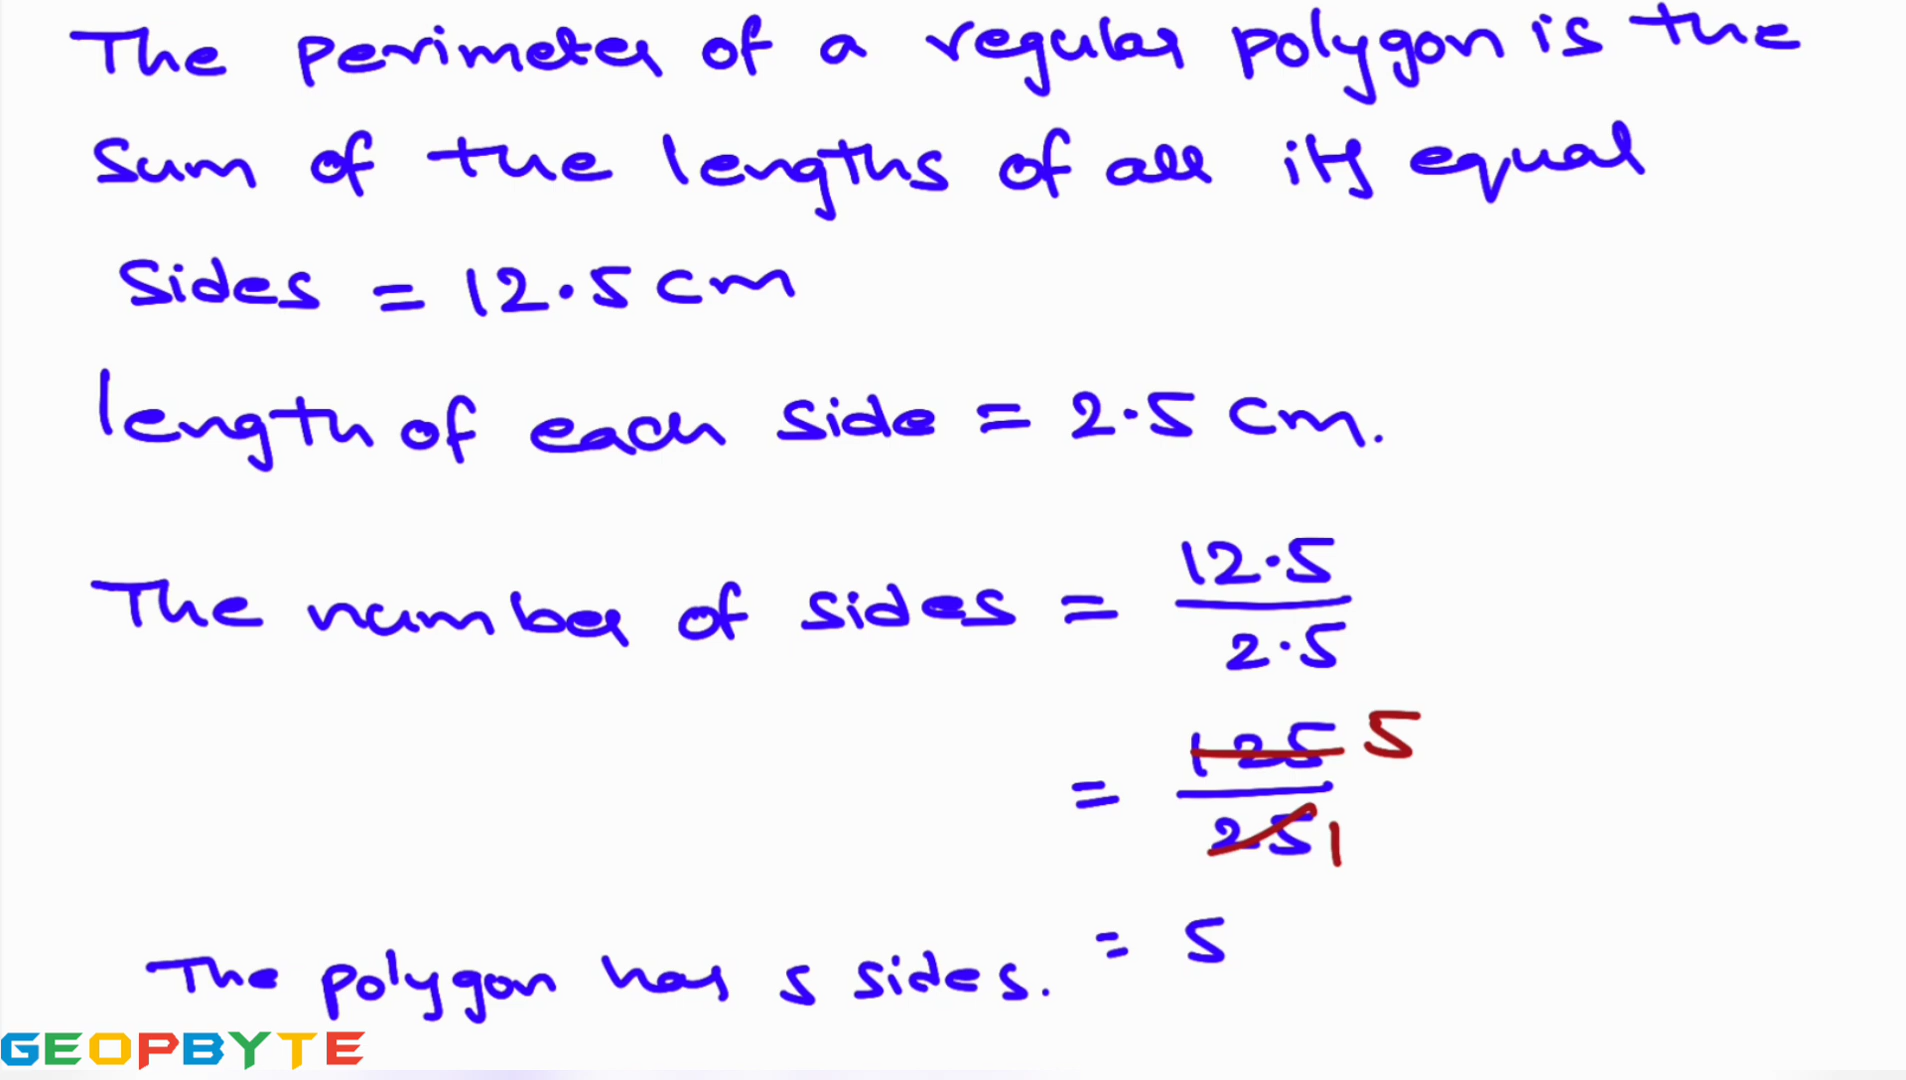 The perimeter of a regular polygon is the
sum of the lengths of all its equal
sides = 12.5 cm
length of each side = 2.5 cm.
The number of sides = 12.5
2.5
= 125 5
25 1
= 5
The polygon has 5 sides.
GEOPBYTE